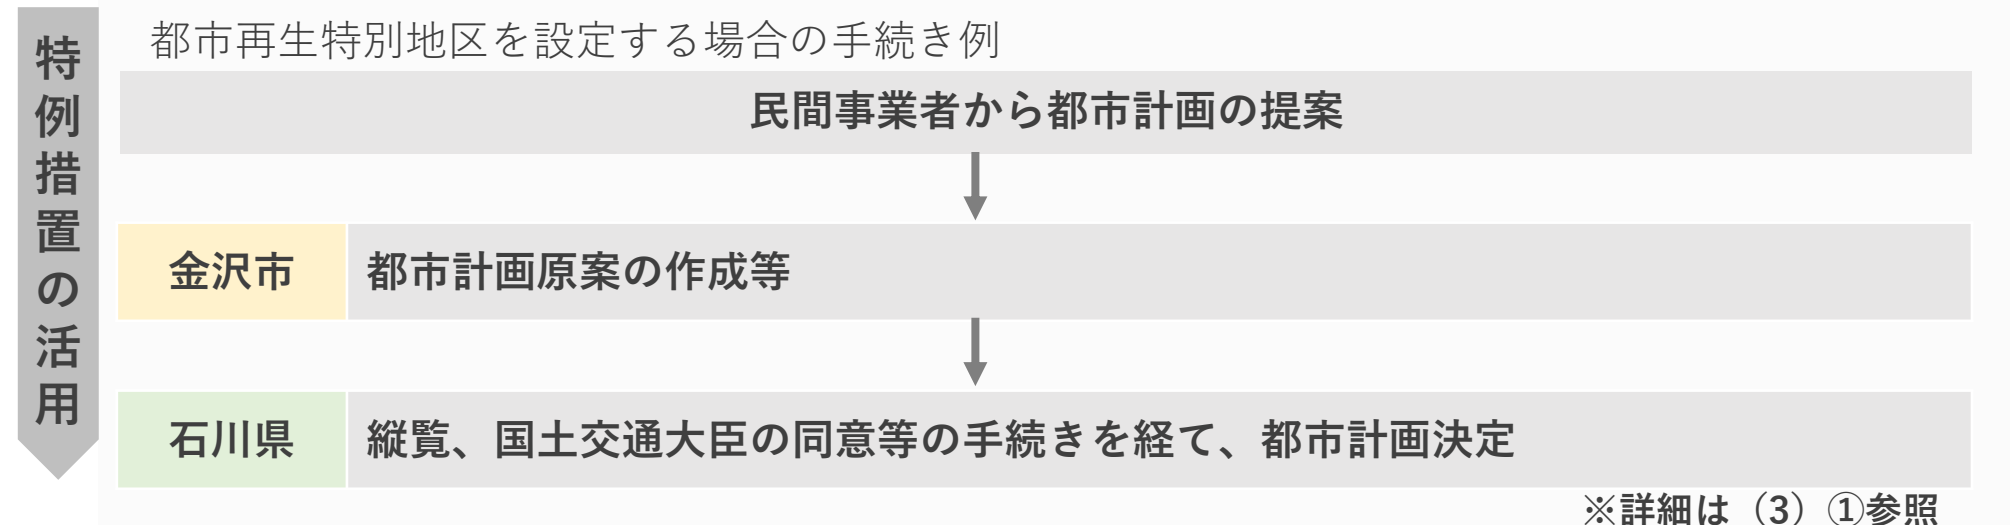 特例措置の活用
都市再生特別地区を設定する場合の手続き例
民間事業者から都市計画の提案
金沢市 都市計画原案の作成等
石川県 縦覧、国土交通大臣の同意等の手続きを経て、都市計画決定
※詳細は（3）①参照